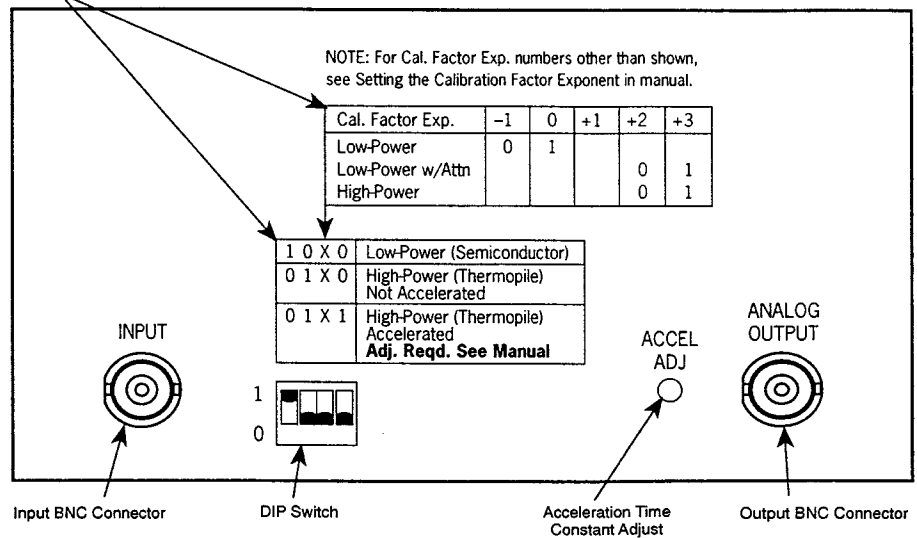 NOTE: For Cal. Factor Exp. numbers other than shown,
see Setting the Calibration Factor Exponent in manual.
Cal. Factor Exp. -1 0 +1 +2 +3
Low-Power 0 1
Low-Power w/Attn 0 1
High-Power 0 1
1 0 X 0 Low-Power (Semiconductor)
0 1 X 0 High-Power (Thermopile)
Not Accelerated
0 1 X 1 High-Power (Thermopile)
Accelerated
Adj. Reqd. See Manual
INPUT
1
0
ACCEL
ADJ
ANALOG
OUTPUT
Input BNC Connector
DIP Switch
Acceleration Time
Constant Adjust
Output BNC Connector